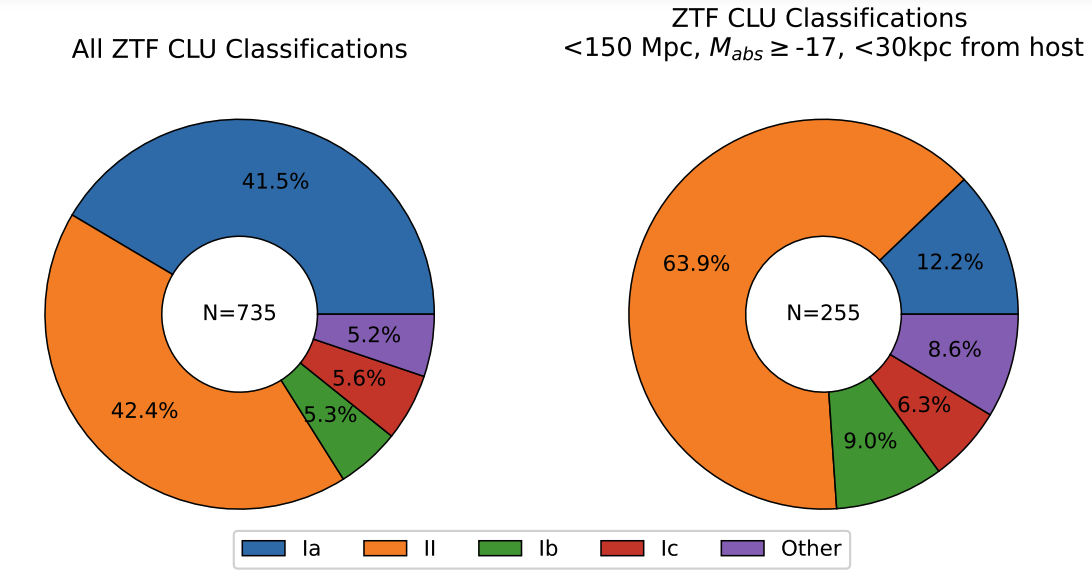 All ZTF CLU Classifications
ZTF CLU Classifications
<150 Mpc, M_abs ≥ -17, <30kpc from host
41.5%
42.4%
5.3%
5.6%
5.2%
N=735
12.2%
63.9%
9.0%
6.3%
8.6%
N=255
Ia II Ib Ic Other